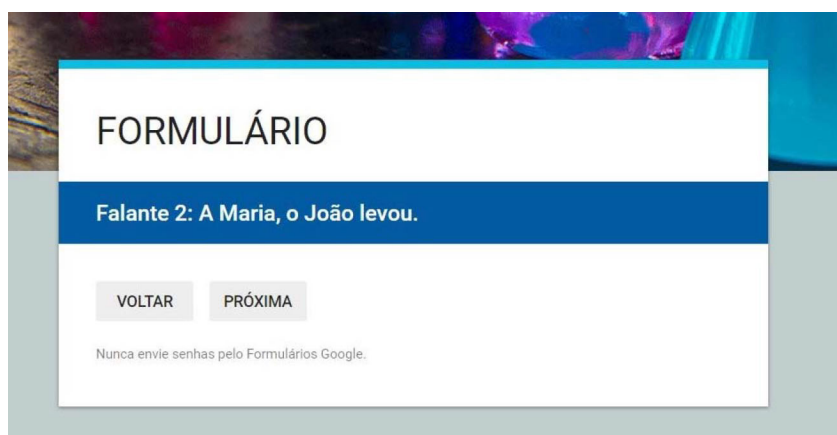 FORMULÁRIO
Falante 2: A Maria, o João levou.
VOLTAR PRÓXIMA
Nunca envie senhas pelo Formulários Google.